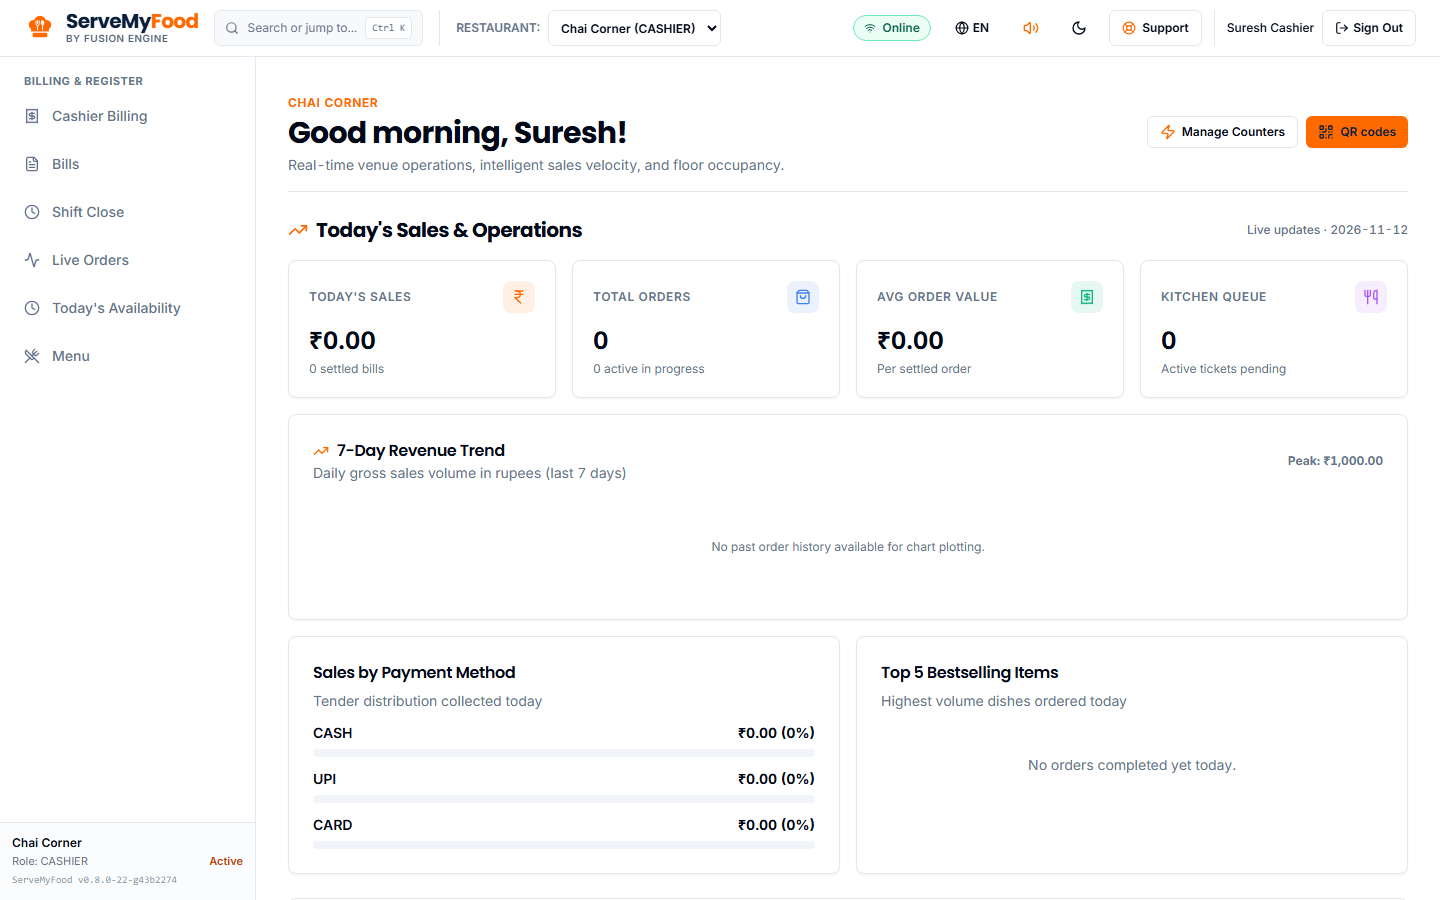 ServeMyFood
BY FUSION ENGINE
Search or jump to... Ctrl K
RESTAURANT: Chai Corner (CASHIER)
Online
EN
Support
Suresh Cashier
Sign Out
BILLING & REGISTER
Cashier Billing
Bills
Shift Close
Live Orders
Today's Availability
Menu
Chai Corner
Role: CASHIER Active
ServeMyFood v0.8.0-22-g43b2274
CHAI CORNER
Good morning, Suresh!
Real-time venue operations, intelligent sales velocity, and floor occupancy.
Manage Counters
QR codes
Today's Sales & Operations
Live updates · 2026-11-12
TODAY'S SALES
₹0.00
0 settled bills
TOTAL ORDERS
0
0 active in progress
AVG ORDER VALUE
₹0.00
Per settled order
KITCHEN QUEUE
0
Active tickets pending
7-Day Revenue Trend
Daily gross sales volume in rupees (last 7 days)
Peak: ₹1,000.00
No past order history available for chart plotting.
Sales by Payment Method
Tender distribution collected today
CASH ₹0.00 (0%)
UPI ₹0.00 (0%)
CARD ₹0.00 (0%)
Top 5 Bestselling Items
Highest volume dishes ordered today
No orders completed yet today.